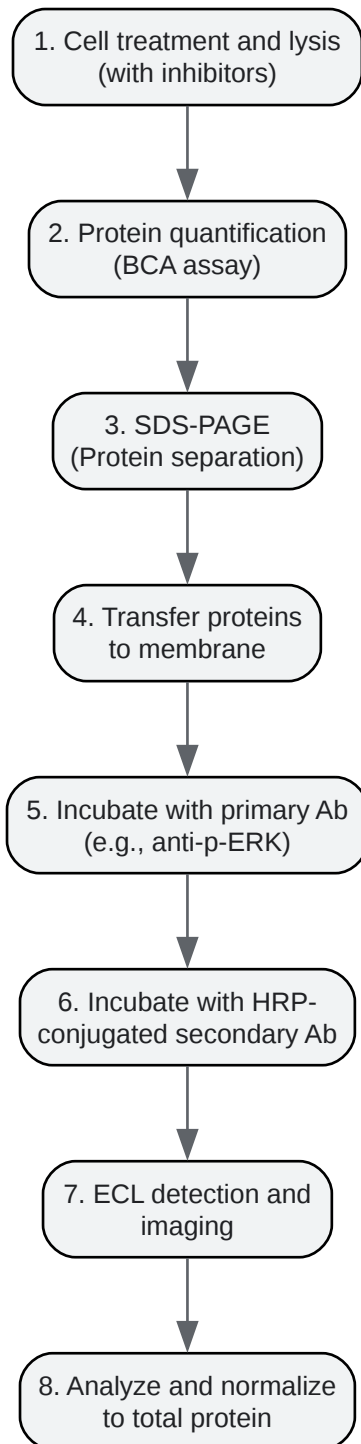 1. Cell treatment and lysis
(with inhibitors)
2. Protein quantification
(BCA assay)
3. SDS-PAGE
(Protein separation)
4. Transfer proteins
to membrane
5. Incubate with primary Ab
(e.g., anti-p-ERK)
6. Incubate with HRP-
conjugated secondary Ab
7. ECL detection and
imaging
8. Analyze and normalize
to total protein